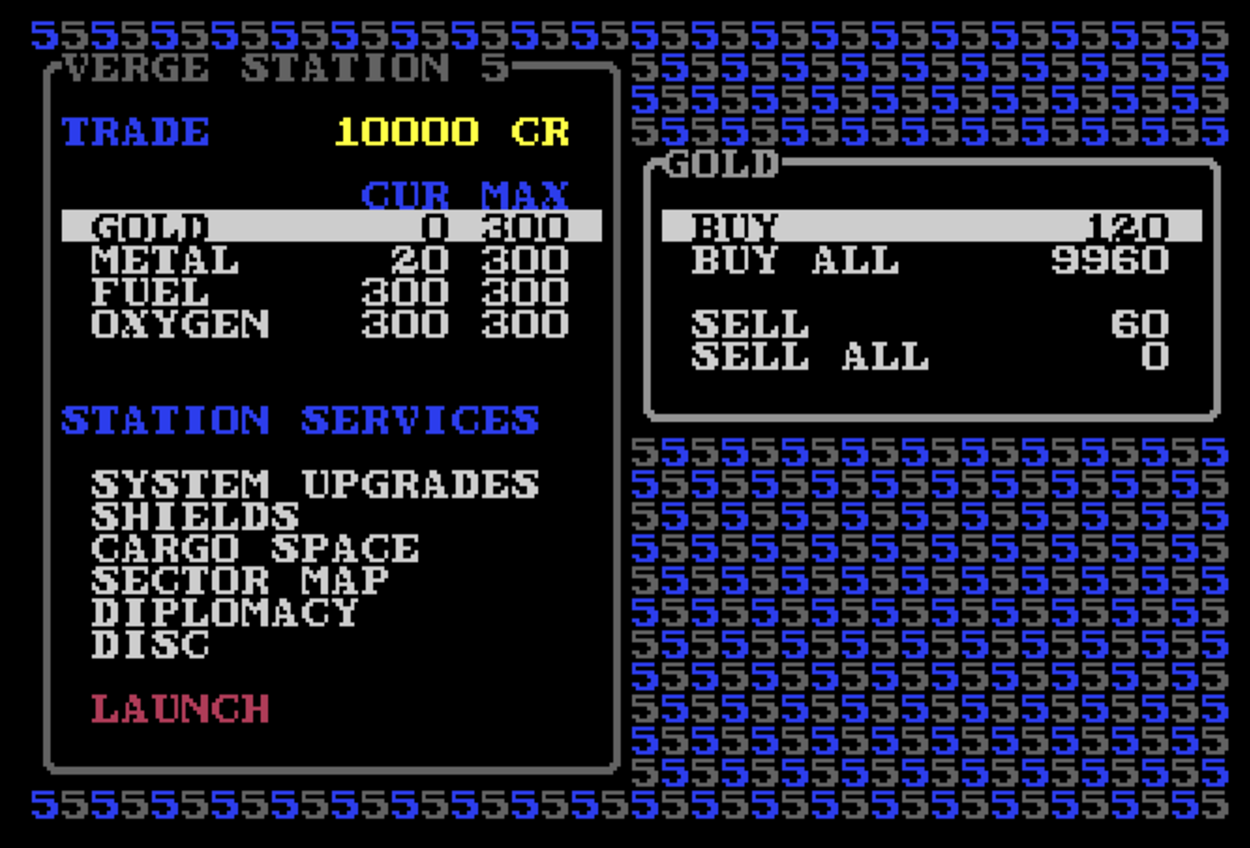 VERGE STATION 5
TRADE 10000 CR
CUR MAX
GOLD 0 300
METAL 20 300
FUEL 300 300
OXYGEN 300 300
STATION SERVICES
SYSTEM UPGRADES
SHIELDS
CARGO SPACE
SECTOR MAP
DIPLOMACY
DISC
LAUNCH
GOLD
BUY 120
BUY ALL 9960
SELL 60
SELL ALL 0